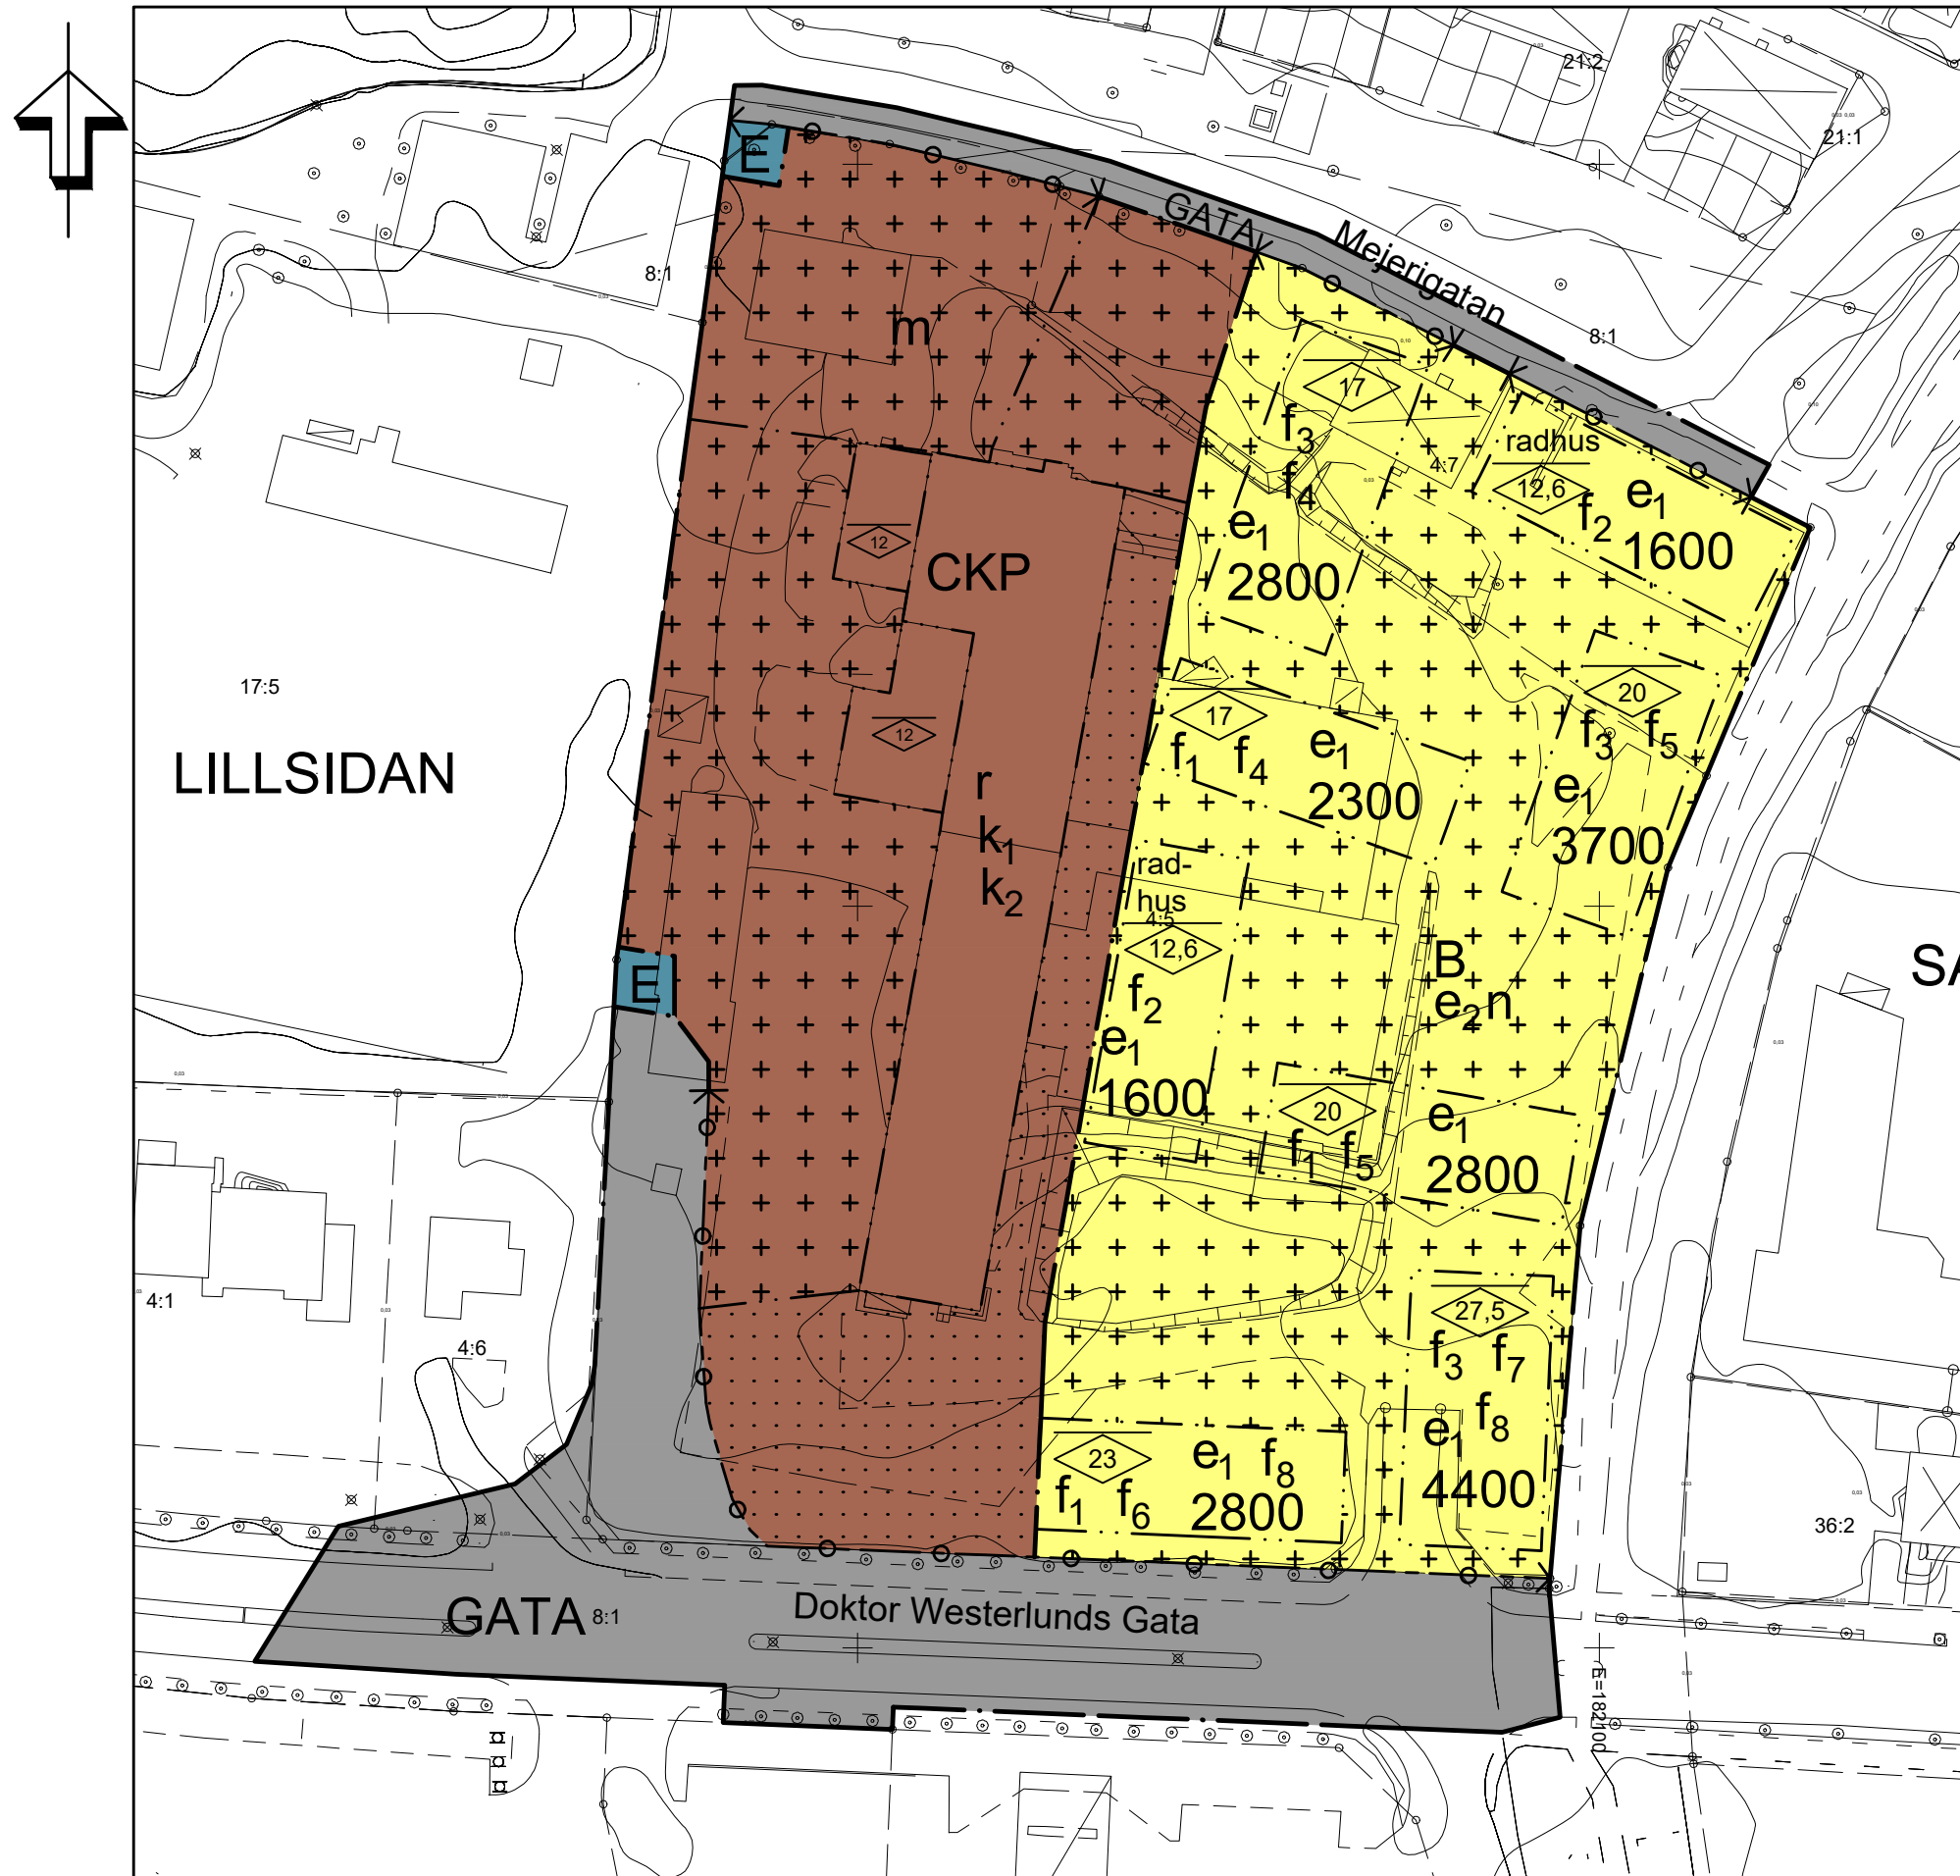 21:2
21:1
E
GATA
Mejerigatan
8:1
8:1
m
17
f3
f4
4:7
radhus
12,6
f2
e1
1600
e1
2800
12
CKP
17:5
LILLSIDAN
12
17
f1 f4
e1
2300
20
f3 f5
e1
3700
r
k1
k2
rad-
hus
4:5
12,6
f2
e1
1600
B
e2 n
E
SA
20
f1 f5
e1
2800
4:1
4:6
27,5
f3 f7
f8
e1
4400
23
f1 f6
e1 f8
2800
36:2
GATA 8:1
Doktor Westerlunds Gata
E=182100